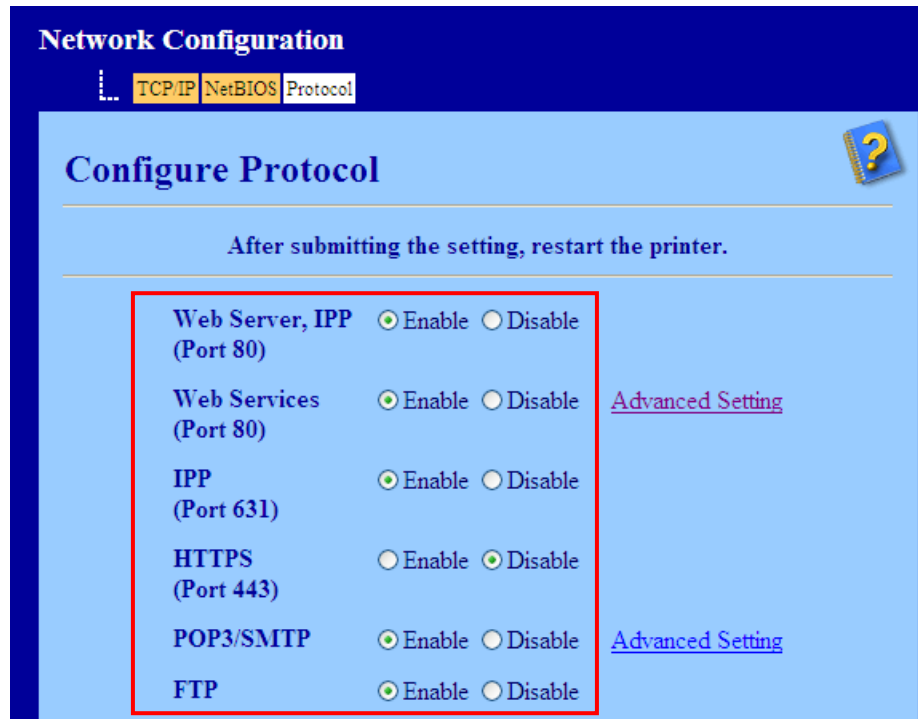 Network Configuration
TCP/IP NetBIOS Protocol
Configure Protocol
After submitting the setting, restart the printer.
Web Server, IPP Enable Disable
(Port 80)
Web Services Enable Disable Advanced Setting
(Port 80)
IPP Enable Disable
(Port 631)
HTTPS Enable Disable
(Port 443)
POP3/SMTP Enable Disable Advanced Setting
FTP Enable Disable